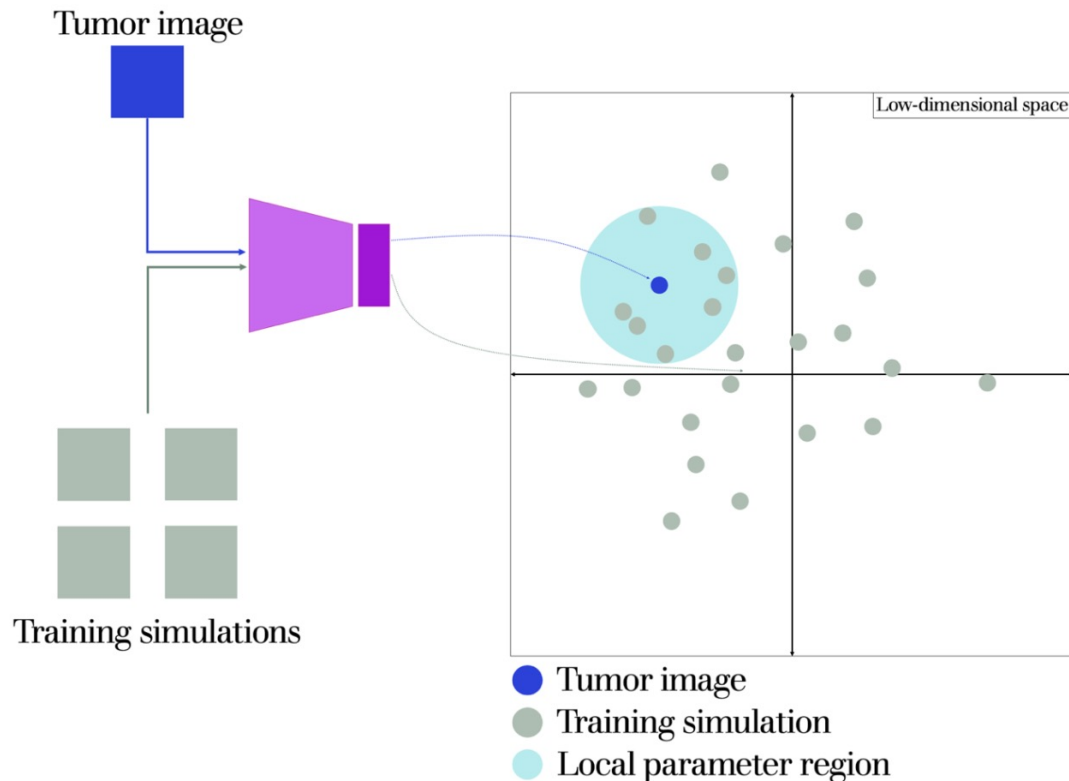 Tumor image
Low-dimensional space
Training simulations
Tumor image
Training simulation
Local parameter region